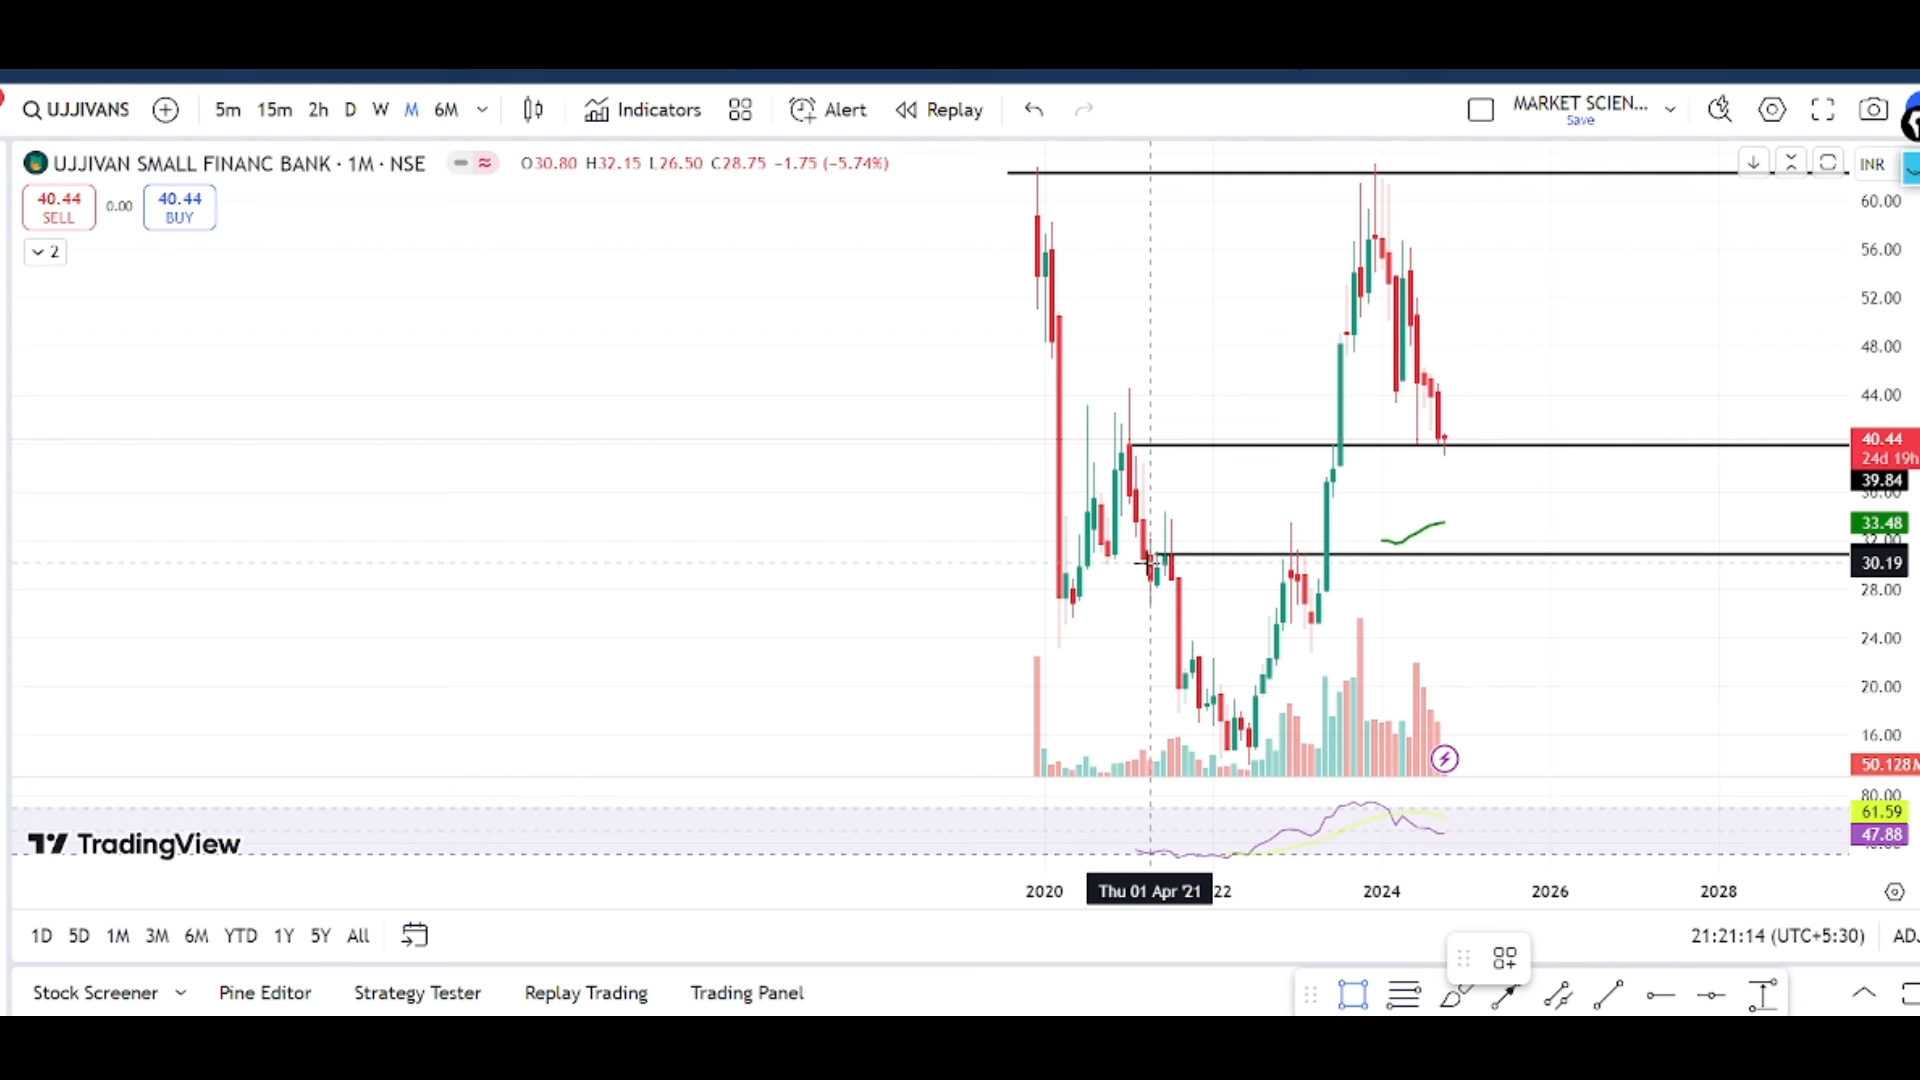 UJJIVANS 5m 15m 2h D W M 6M Indicators Alert Replay MARKET SCIEN...
Save
UJJIVAN SMALL FINANC BANK · 1M · NSE O30.80 H32.15 L26.50 C28.75 −1.75 (−5.74%) INR
40.44 0.00 40.44
SELL BUY
2
60.00
56.00
52.00
48.00
44.00
40.44
24d 19h
39.84
36.00
33.48
32.00
30.19
28.00
24.00
20.00
16.00
50.128M
80.00
61.59
47.88
TradingView
2020 Thu 01 Apr '21 22 2024 2026 2028
1D 5D 1M 3M 6M YTD 1Y 5Y All 21:21:14 (UTC+5:30) ADJ
Stock Screener Pine Editor Strategy Tester Replay Trading Trading Panel